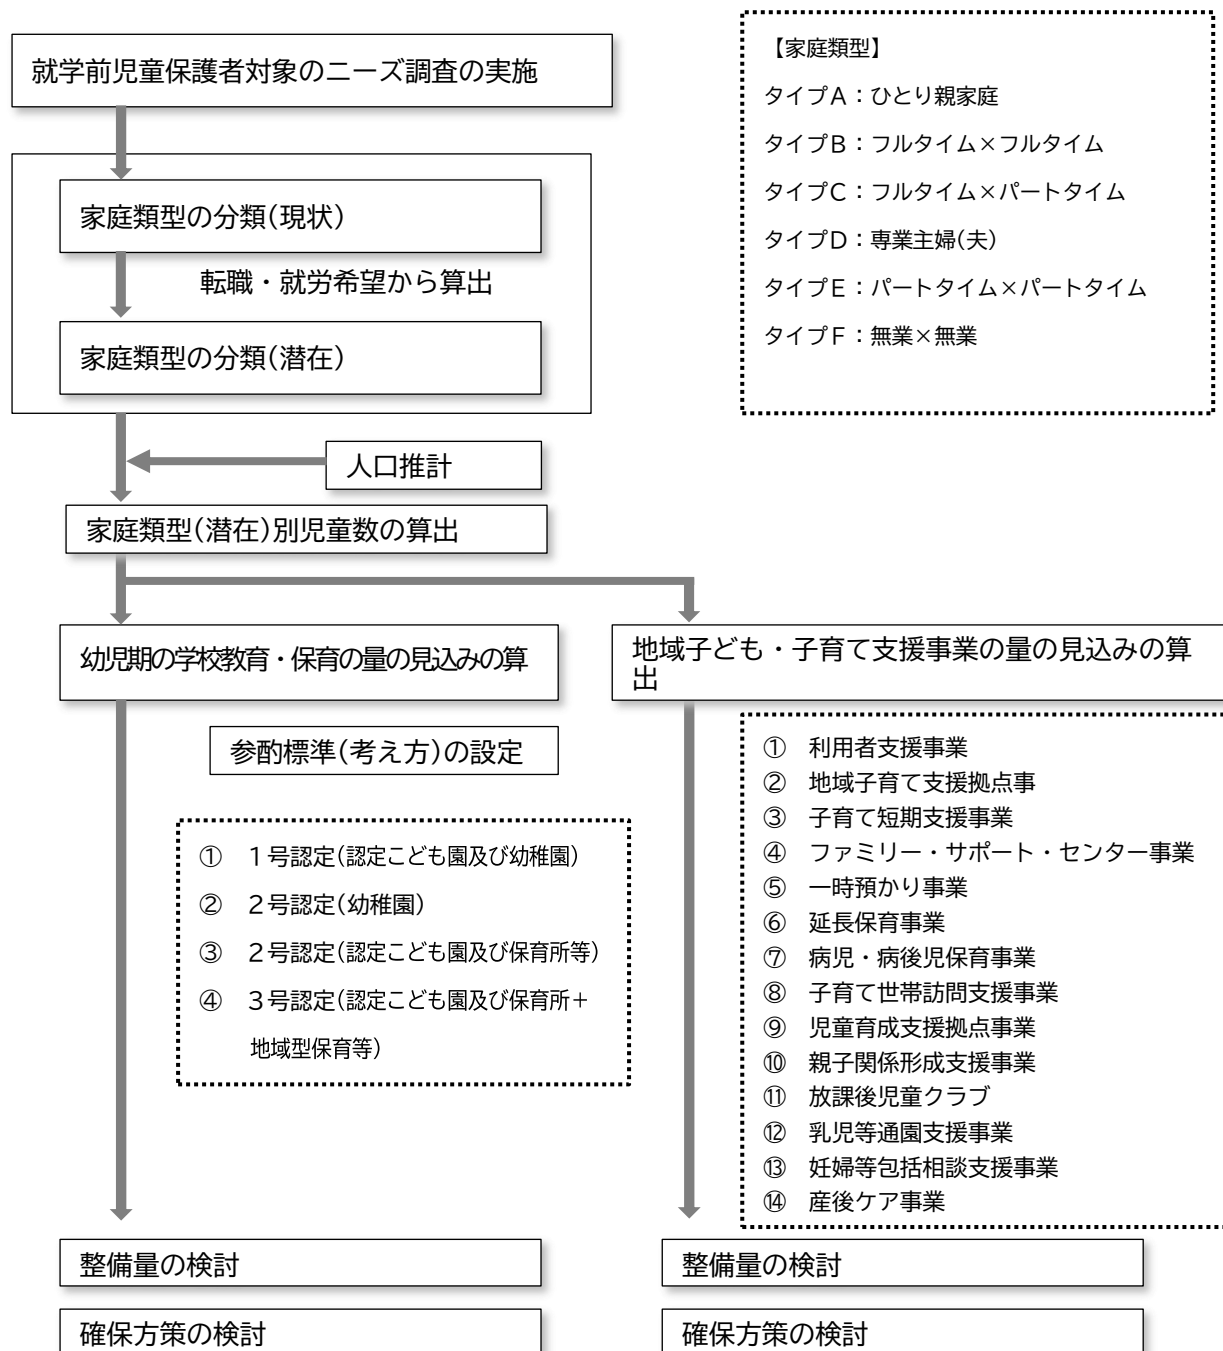 就学前児童保護者対象のニーズ調査の実施
家庭類型の分類(現状)
転職・就労希望から算出
家庭類型の分類(潜在)
【家庭類型】
タイプA：ひとり親家庭
タイプB：フルタイム×フルタイム
タイプC：フルタイム×パートタイム
タイプD：専業主婦(夫)
タイプE：パートタイム×パートタイム
タイプF：無業×無業
人口推計
家庭類型(潜在)別児童数の算出
幼児期の学校教育・保育の量の見込みの算
参酌標準(考え方)の設定
① 1号認定(認定こども園及び幼稚園)
② 2号認定(幼稚園)
③ 2号認定(認定こども園及び保育所等)
④ 3号認定(認定こども園及び保育所＋
地域型保育等)
整備量の検討
確保方策の検討
地域子ども・子育て支援事業の量の見込みの算
出
① 利用者支援事業
② 地域子育て支援拠点事
③ 子育て短期支援事業
④ ファミリー・サポート・センター事業
⑤ 一時預かり事業
⑥ 延長保育事業
⑦ 病児・病後児保育事業
⑧ 子育て世帯訪問支援事業
⑨ 児童育成支援拠点事業
⑩ 親子関係形成支援事業
⑪ 放課後児童クラブ
⑫ 乳児等通園支援事業
⑬ 妊婦等包括相談支援事業
⑭ 産後ケア事業
整備量の検討
確保方策の検討